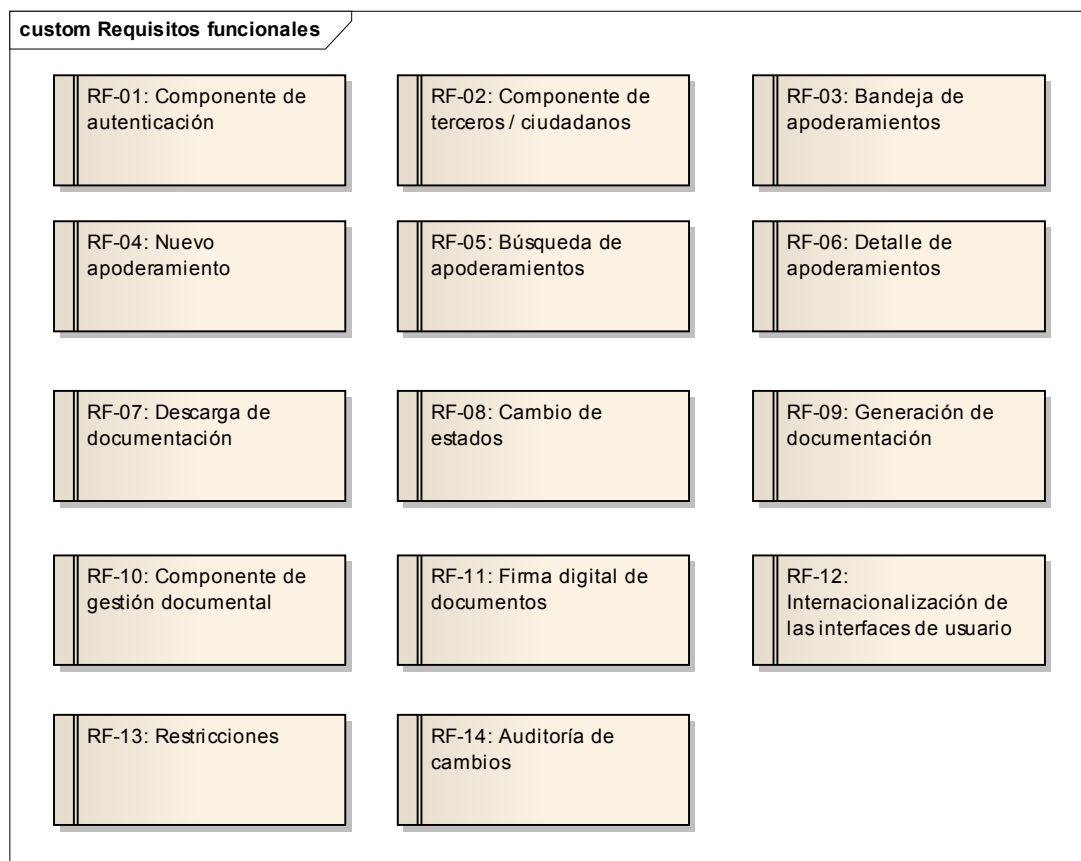 custom Requisitos funcionales
RF-01: Componente de
autenticación
RF-02: Componente de
terceros / ciudadanos
RF-03: Bandeja de
apoderamientos
RF-04: Nuevo
apoderamiento
RF-05: Búsqueda de
apoderamientos
RF-06: Detalle de
apoderamientos
RF-07: Descarga de
documentación
RF-08: Cambio de
estados
RF-09: Generación de
documentación
RF-10: Componente de
gestión documental
RF-11: Firma digital de
documentos
RF-12:
Internacionalización de
las interfaces de usuario
RF-13: Restricciones
RF-14: Auditoría de
cambios